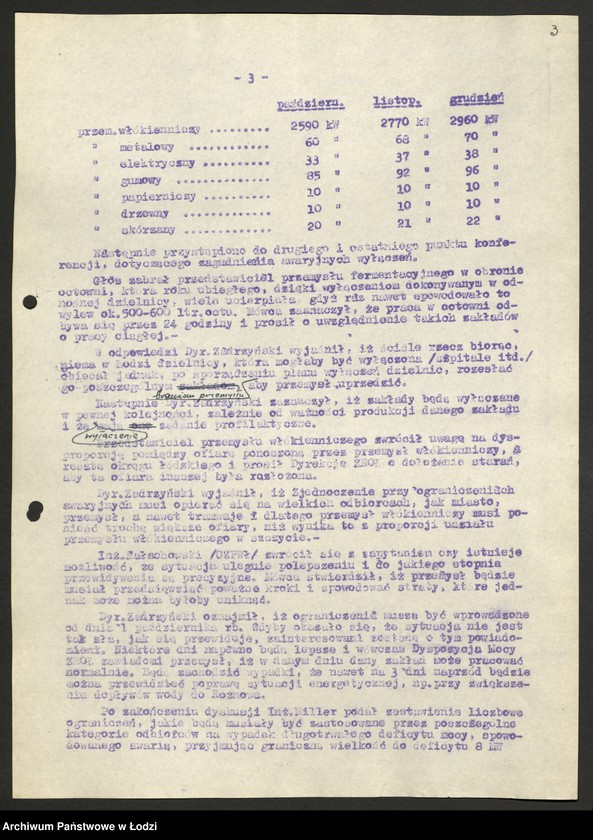 3
- 3 -
październ. listop. grudzień
przem. włókienniczy .......... 2590 kW 2770 kW 2960 kW
" metalowy .......... 60 " 68 " 70 "
" elektryczny .......... 33 " 37 " 38 "
" gumowy .......... 85 " 92 " 96 "
" papierniczy .......... 10 " 10 " 10 "
" drzewny .......... 10 " 10 " 10 "
" skórzany .......... 20 " 21 " 22 "
Następnie przystąpiono do drugiego i ostatniego punktu konfe-
rencji, dotyczącego zagadnienia awaryjnych wyłączeń.
Głos zabrał przedstawiciel przemysłu fermentacyjnego w obronie
octowni, która roku ubiegłego, dzięki wyłączeniom dokonywanym w od-
nośnej dzielnicy, wiele ucierpiała, gdyż raz nawet spowodowało to
wylew ok.500-600 ltr.octu. Mówca zaznaczył, że praca w octowni od-
bywa się przez 24 godziny i prosił o uwzględnienie takich zakładów
o pracy ciągłej.-
W odpowiedzi Dyr.Zadrzyński wyjaśnił, iż ściśle rzecz biorąc,
niema w Łodzi dzielnicy, która mogłaby być wyłączona /szpitale itd./
obiecał jednak, po sporządzeniu planu wyłączeń dzielnic, rozesłać
go poszczególnym aby przemysł uprzedzić.
branżom przemysłu
Następnie Dyr.Zadrzyński zaznaczył, iż zakłady będą wyłączane
w pewnej kolejności, zależnie od ważności produkcji danego zakładu
i że mają zadanie profilaktyczne.
wyłączenia
Przedstawiciel przemysłu włókienniczego zwrócił uwagę na dys-
proporcję pomiędzy ofiarą ponoszoną przez przemysł włókienniczy, a
resztą okręgu łódzkiego i prosił Dyrekcję ZEOŁ o dołożenie starań,
aby ta ofiara inaczej była rozłożona.
Dyr.Zadrzyński wyjaśnił, iż Zjednoczenie przy ograniczeniach
awaryjnych musi opierać się na wielkich odbiorcach, jak miasto,
przemysł, a nawet tramwaje i dlatego przemysł włókienniczy musi po-
nieść trochę większe ofiary, niż wynika to z proporcji udziału
przemysłu włókienniczego w szczycie.-
Inż.Małachowski /CZPWł/ zwrócił się z zapytaniem czy istnieje
możliwość, że sytuacja ulegnie polepszeniu i do jakiego stopnia
przewidywania są precyzyjne. Mówca stwierdził, iż przemysł będzie
musiał przedsięwziąć poważne kroki i spowodować straty, które jed-
nak może można byłoby uniknąć.
Dyr.Zadrzyński oznajmił, iż ograniczenia muszą być wprowadzone
od dnia 1 października rb. Gdyby okazało się, że sytuacja nie jest
tak zła, jak się przewiduje, zainteresowani zostaną o tym powiado-
mieni. Niektóre dni napewno będą lepsze i wówczas Dyspozycja Mocy
ZEOŁ zawiadomi przemysł, iż w danym dniu dany zakład może pracować
normalnie. Będą zachodzić wypadki, że nawet na 3 dni naprzód będzie
można przewidzieć poprawę sytuacji energetycznej, np.przy zwiększe-
niu dopływów wody do Rożnowa.
Po zakończeniu dyskusji Inż.Miller podał zestawienie liczbowe
ograniczeń, jakie będą musiały być zastosowane przez poszczególne
kategorie odbiorców na wypadek długotrwałego deficytu mocy, spowo-
dowanego awarią, przyjmując graniczną wielkość do deficytu 8 MW
Archiwum Państwowe w Łodzi